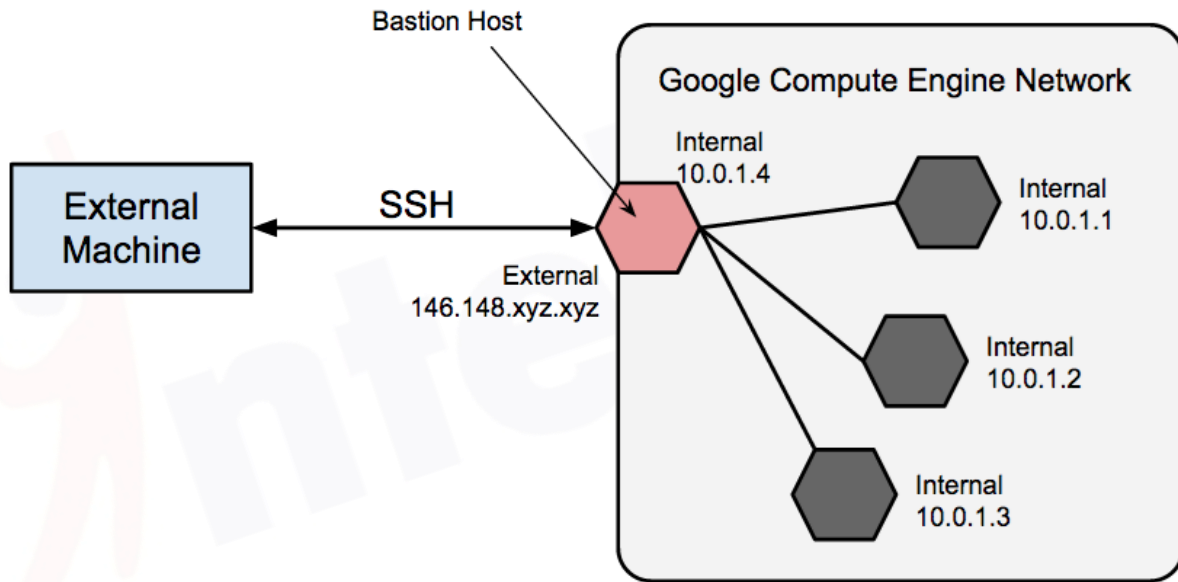 Bastion Host
Google Compute Engine Network
Internal
10.0.1.4
Internal
10.0.1.1
External
Machine
SSH
External
146.148.xyz.xyz
Internal
10.0.1.2
Internal
10.0.1.3